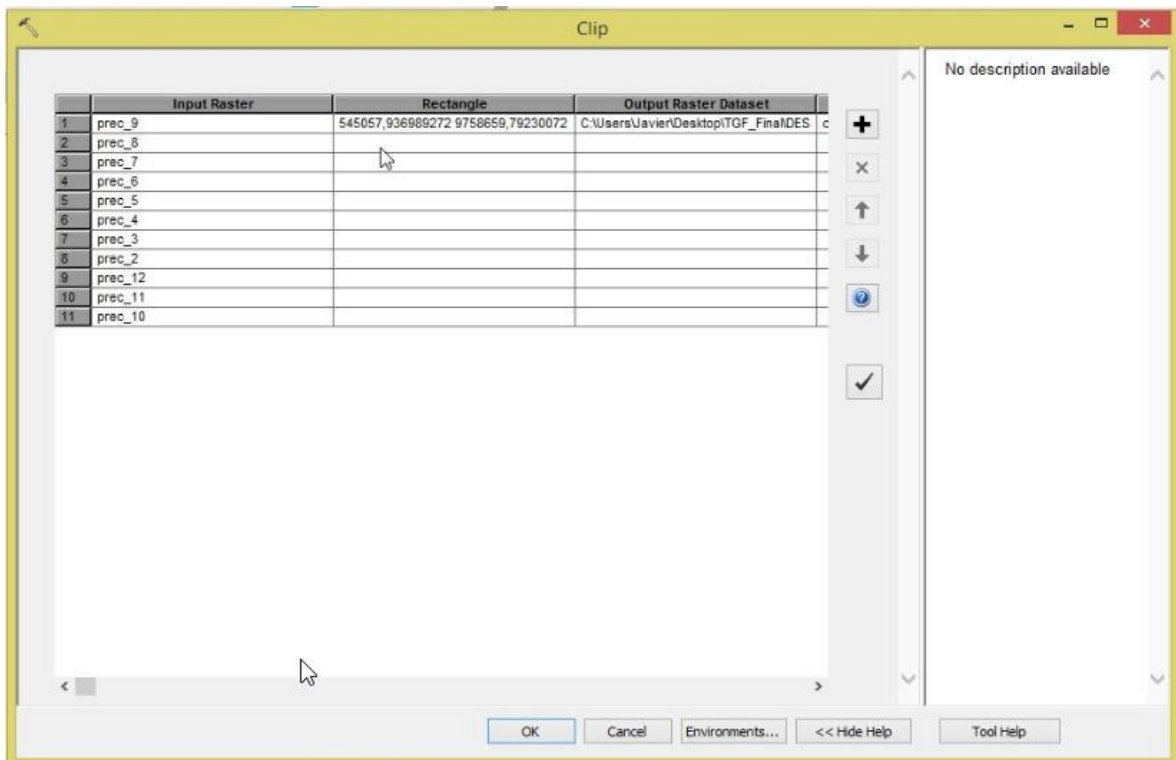 Clip
No description available
Input Raster Rectangle Output Raster Dataset
1 prec_9 545057,936989272 9758659,79230072 C:\Users\Javier\Desktop\TGF_Final\DES c
2 prec_8
3 prec_7
4 prec_6
5 prec_5
6 prec_4
7 prec_3
8 prec_2
9 prec_12
10 prec_11
11 prec_10
OK Cancel Environments... << Hide Help Tool Help